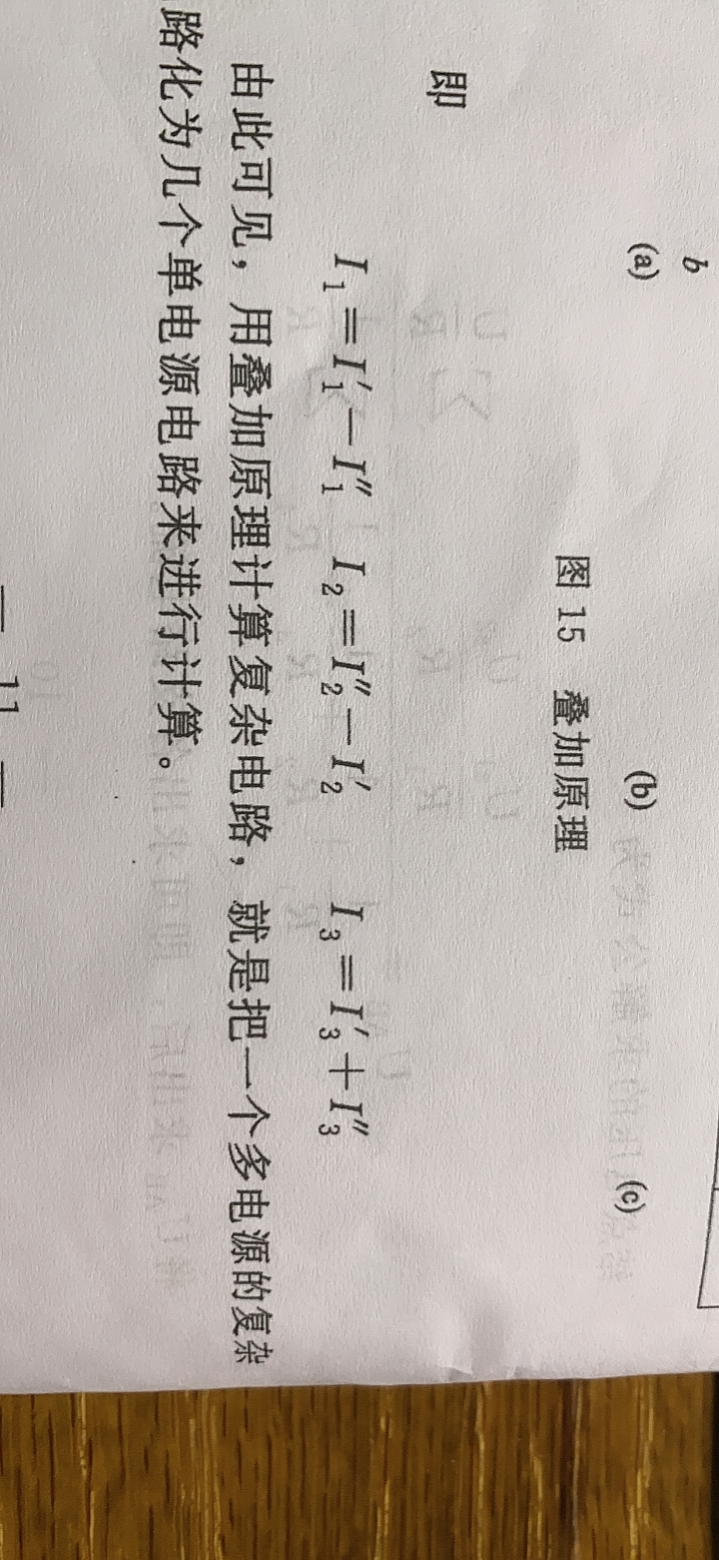 b
(a) (b) (c)
图 15 叠加原理
即
I₁＝I′₁－I″₁ I₂＝I″₂－I′₂ I₃＝I′₃＋I″₃
由此可见，用叠加原理计算复杂电路，就是把一个多电源的复杂
路化为几个单电源电路来进行计算。
— 11 —